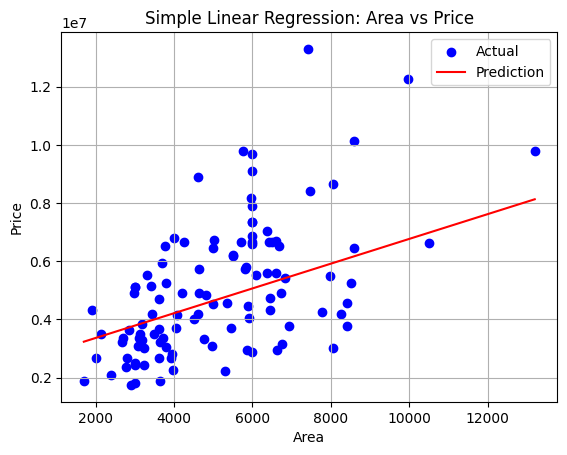 Simple Linear Regression: Area vs Price
1e7
Actual
Prediction
1.2
1.0
0.8
0.6
0.4
0.2
Price
2000 4000 6000 8000 10000 12000
Area